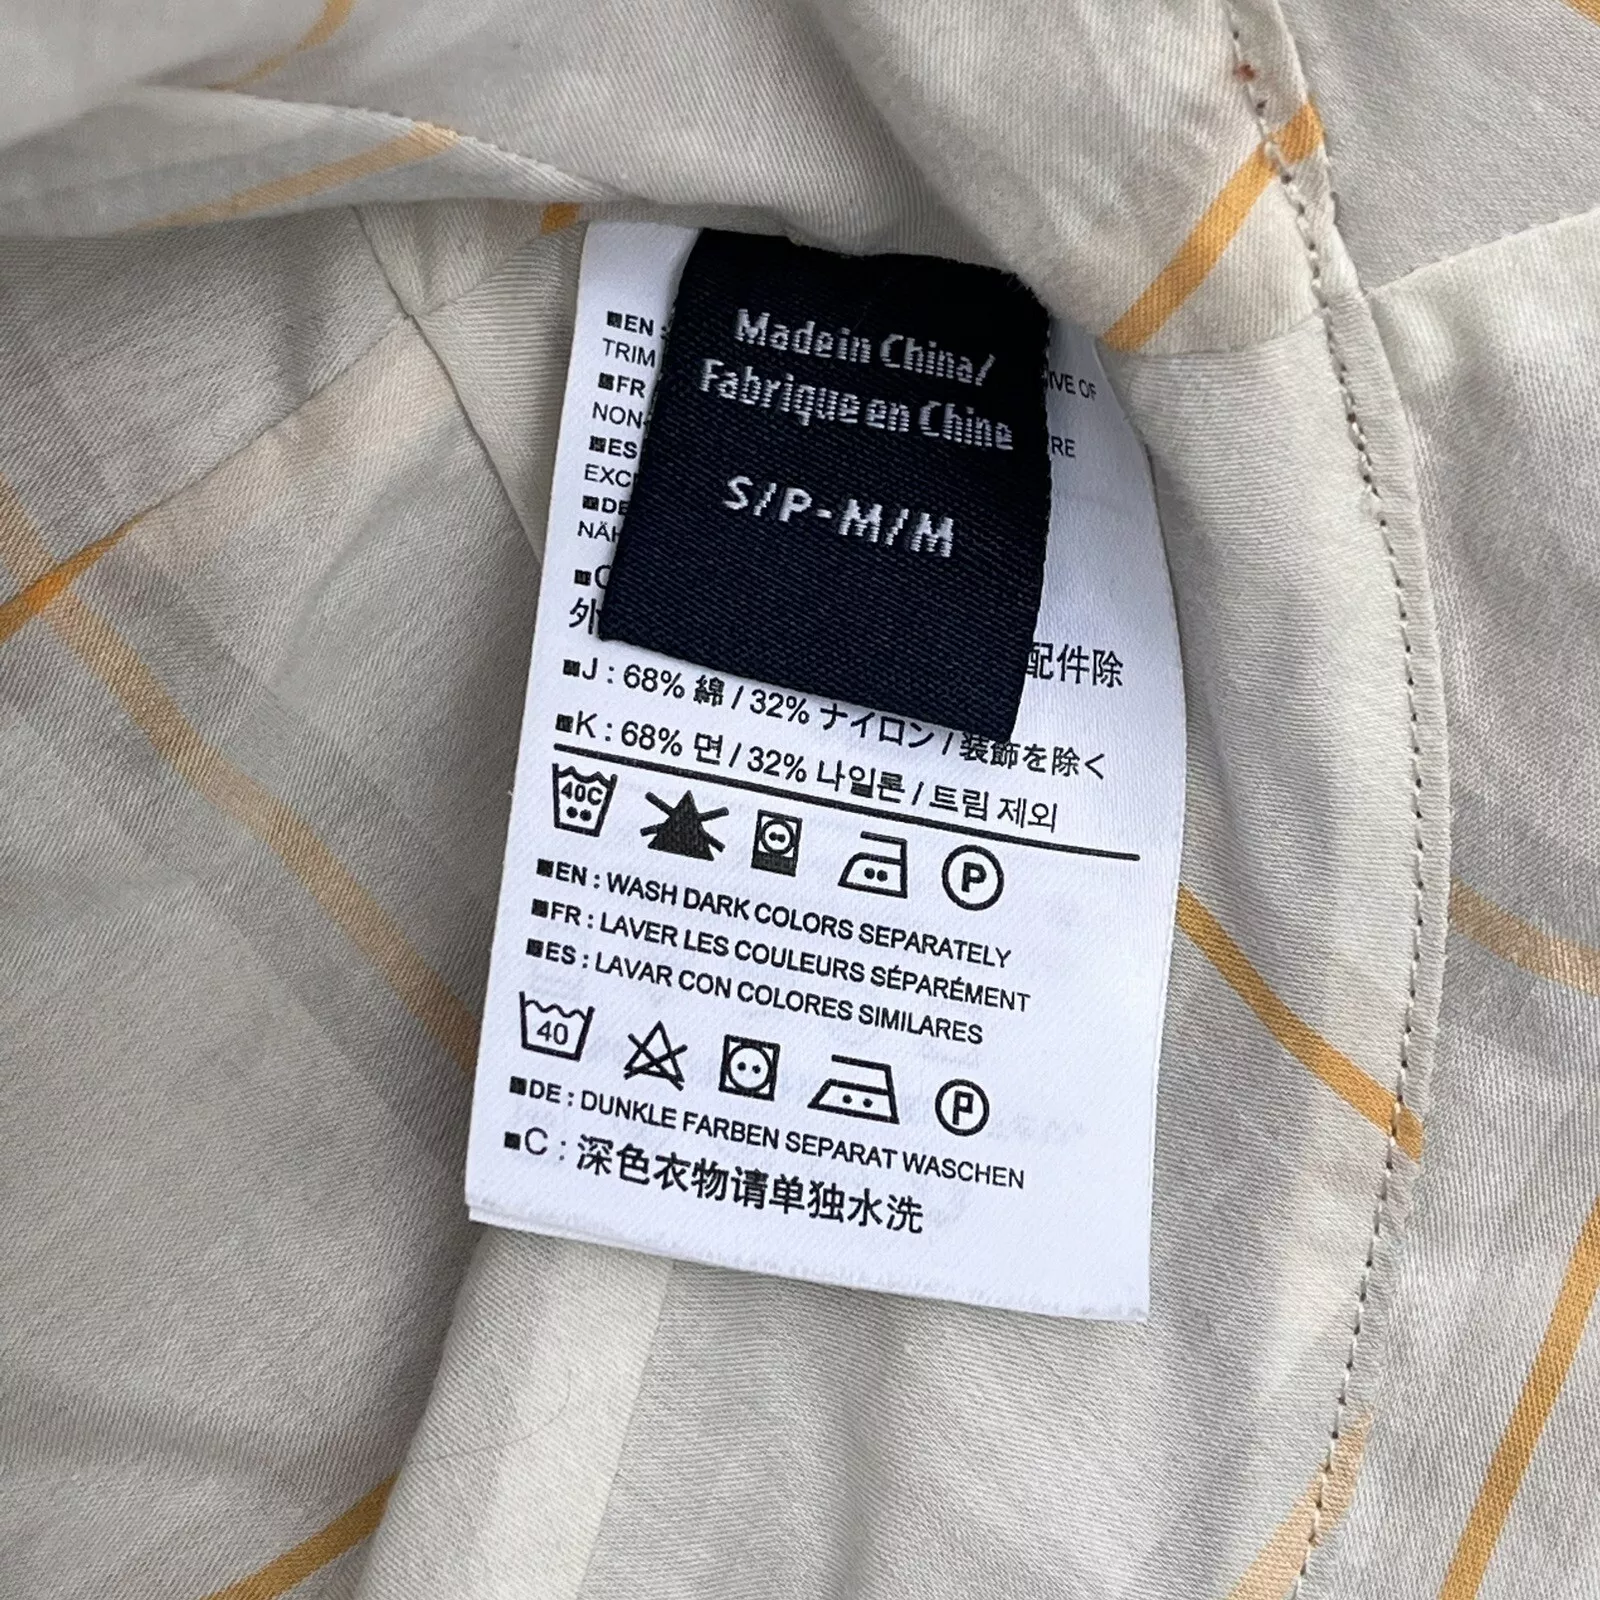 Made in China/
Fabrique en Chine
S/P-M/M
■EN :
TRIM
IVE OF
■FR
NON-
RE
■ES
EXC
■DE
NÄH
■C
外
配件除
■J : 68% 綿 / 32% ナイロン / 装飾を除く
■K : 68% 면 / 32% 나일론 / 트림 제외
40C
P
■EN : WASH DARK COLORS SEPARATELY
■FR : LAVER LES COULEURS SÉPARÉMENT
■ES : LAVAR CON COLORES SIMILARES
40
P
■DE : DUNKLE FARBEN SEPARAT WASCHEN
■C : 深色衣物请单独水洗